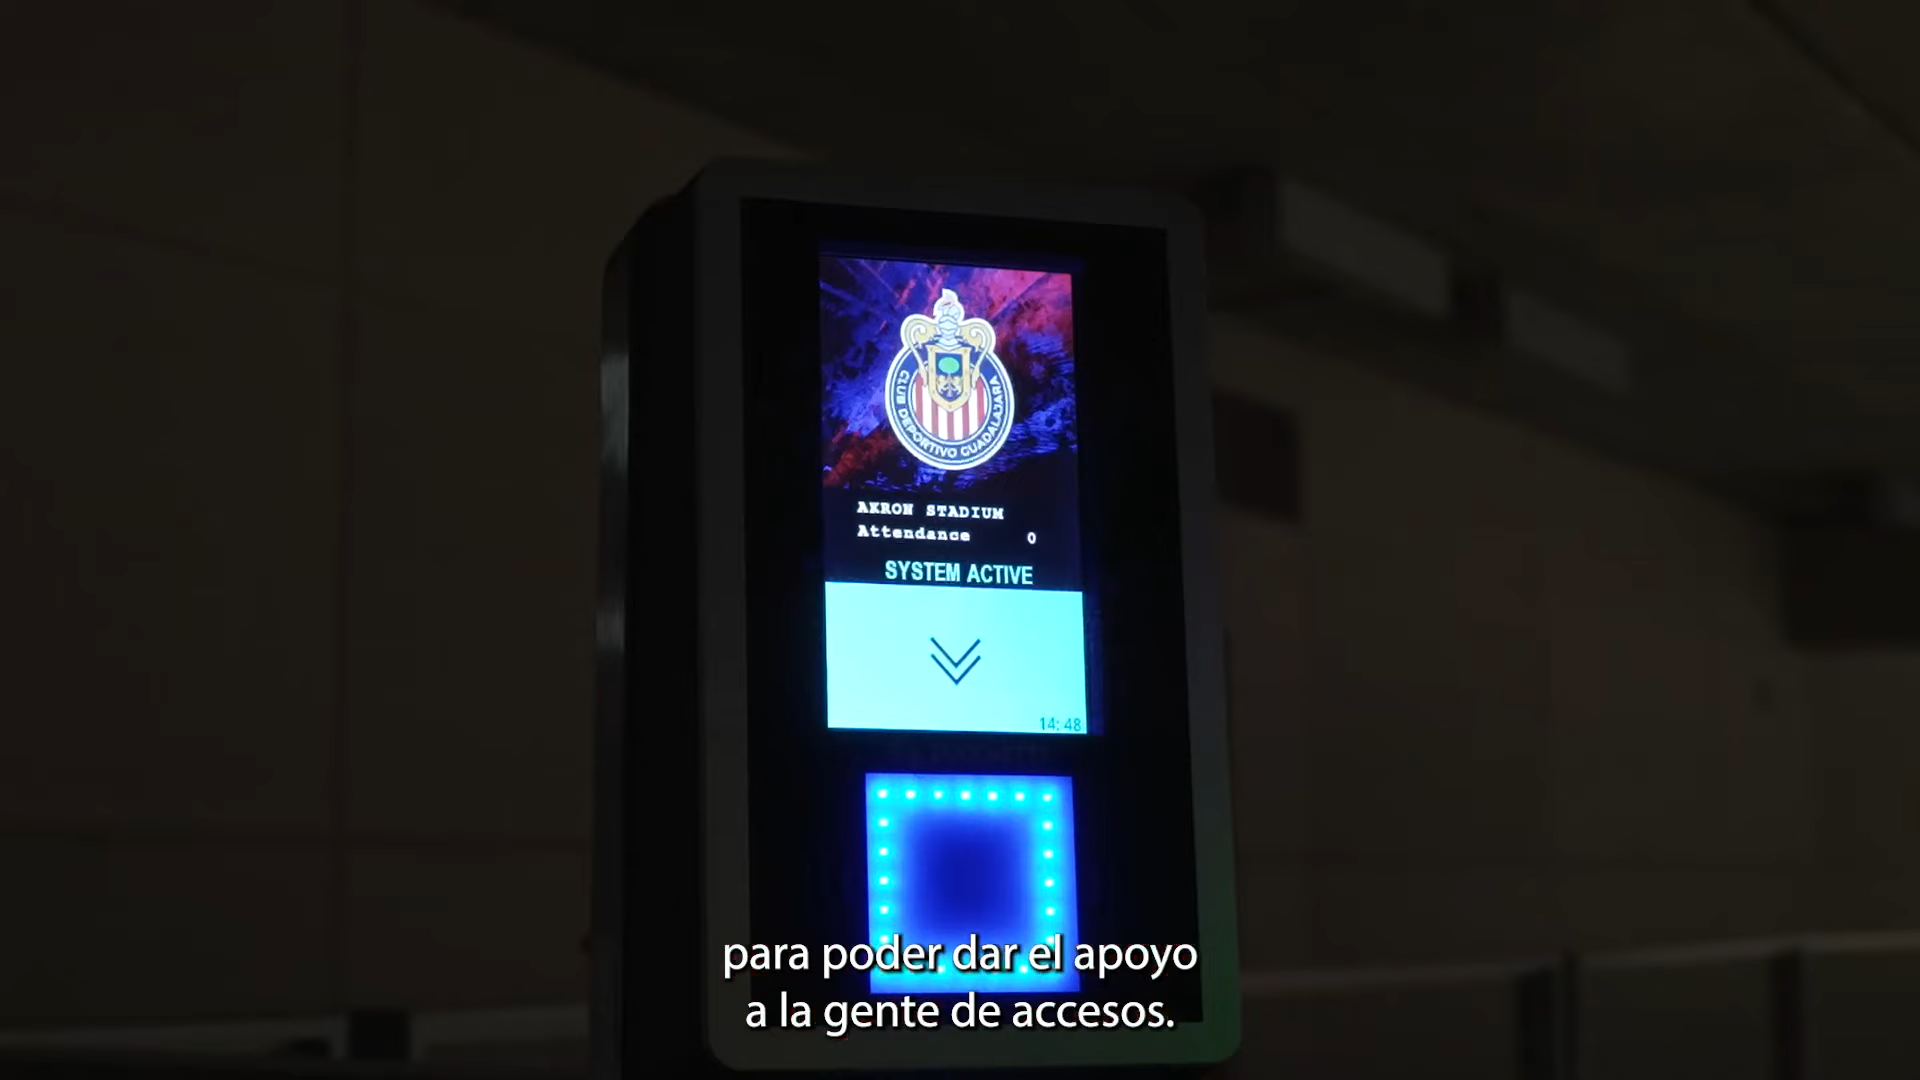 CLUB DEPORTIVO GUADALAJARA
AKRON STADIUM
Attendance 0
SYSTEM ACTIVE
14:48
para poder dar el apoyo
a la gente de accesos.